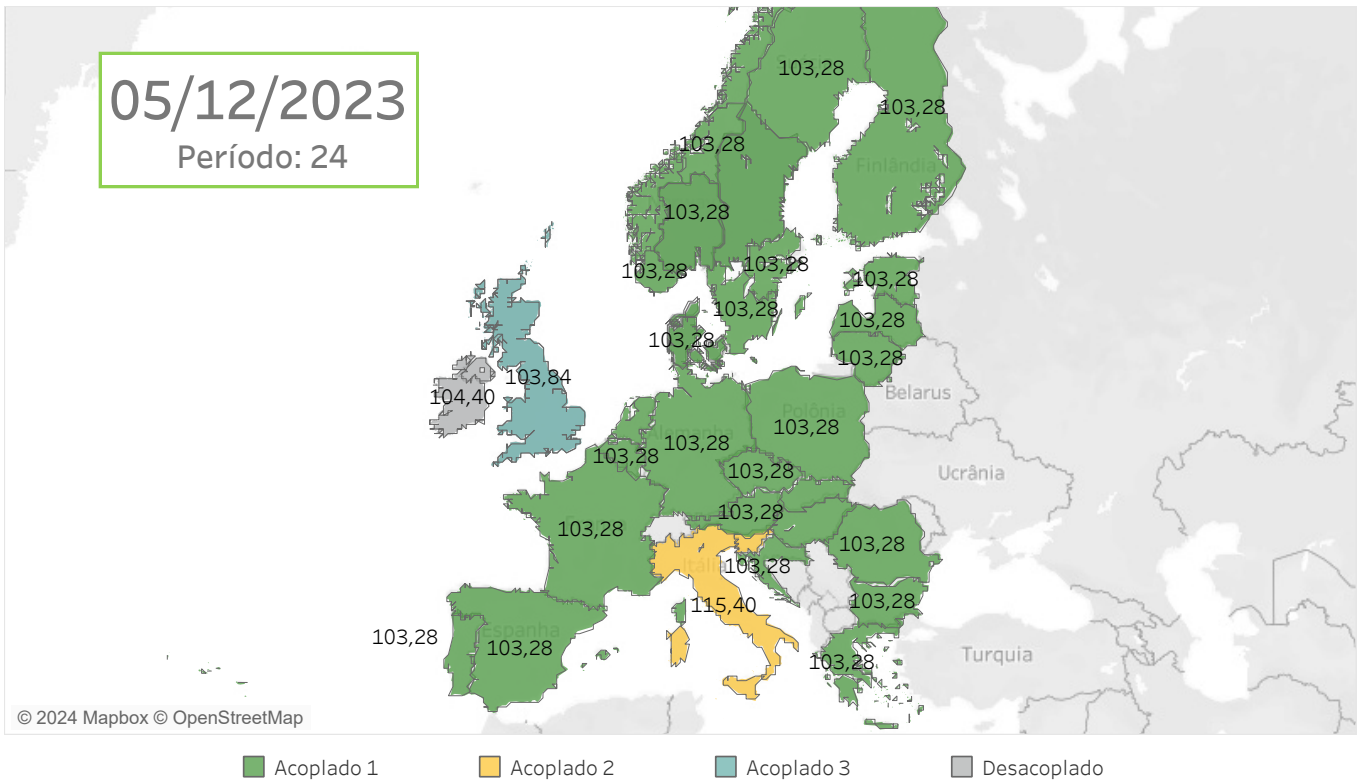 05/12/2023
Período: 24
103,28
103,28
Finlândia
103,28
103,28
103,28
103,28
103,28
103,28
103,28
103,28
103,28
103,84
104,40
Belarus
Polônia
103,28
Alemanha
103,28
103,28
103,28
Ucrânia
103,28
103,28
103,28
Itália
103,28
115,40
103,28
103,28
Espanha
103,28
103,28
Turquia
© 2024 Mapbox © OpenStreetMap
Acoplado 1
Acoplado 2
Acoplado 3
Desacoplado